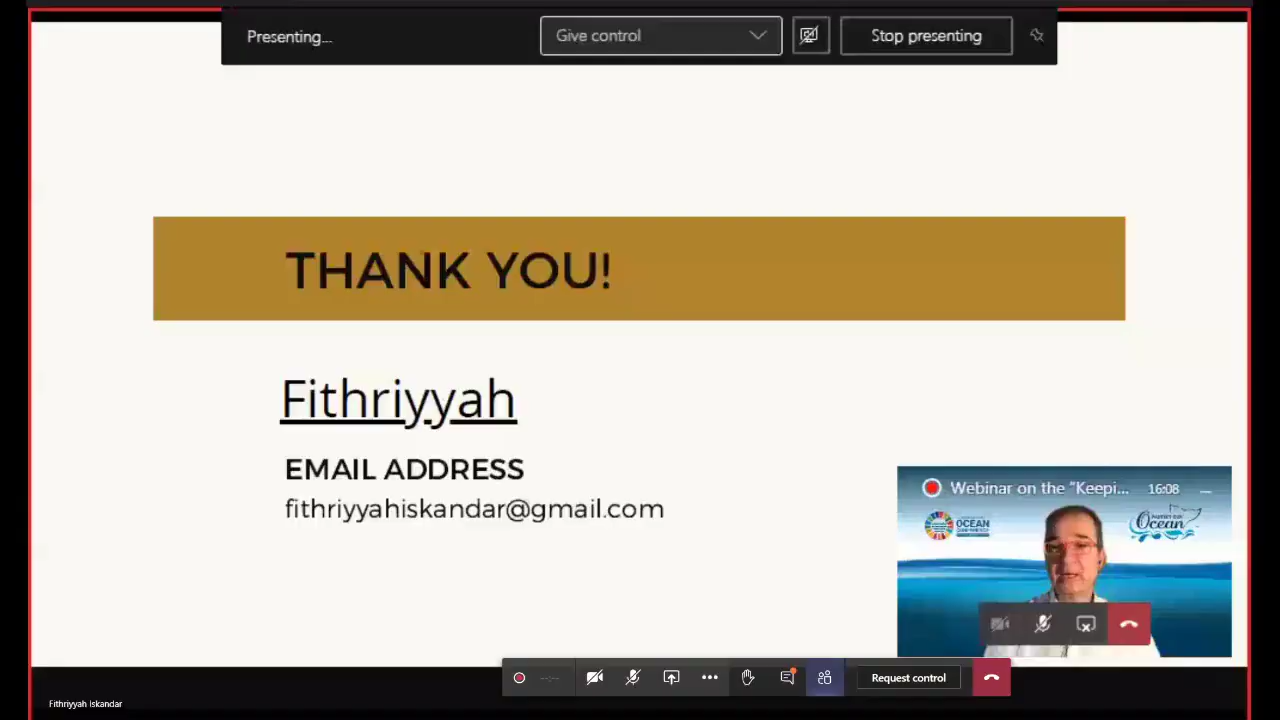 Presenting...
Give control
Stop presenting
THANK YOU!
Fithriyyah
EMAIL ADDRESS
fithriyyahiskandar@gmail.com
Webinar on the "Keepi...
16:08
OCEAN
Ocean
Request control
Fithriyyah Iskandar